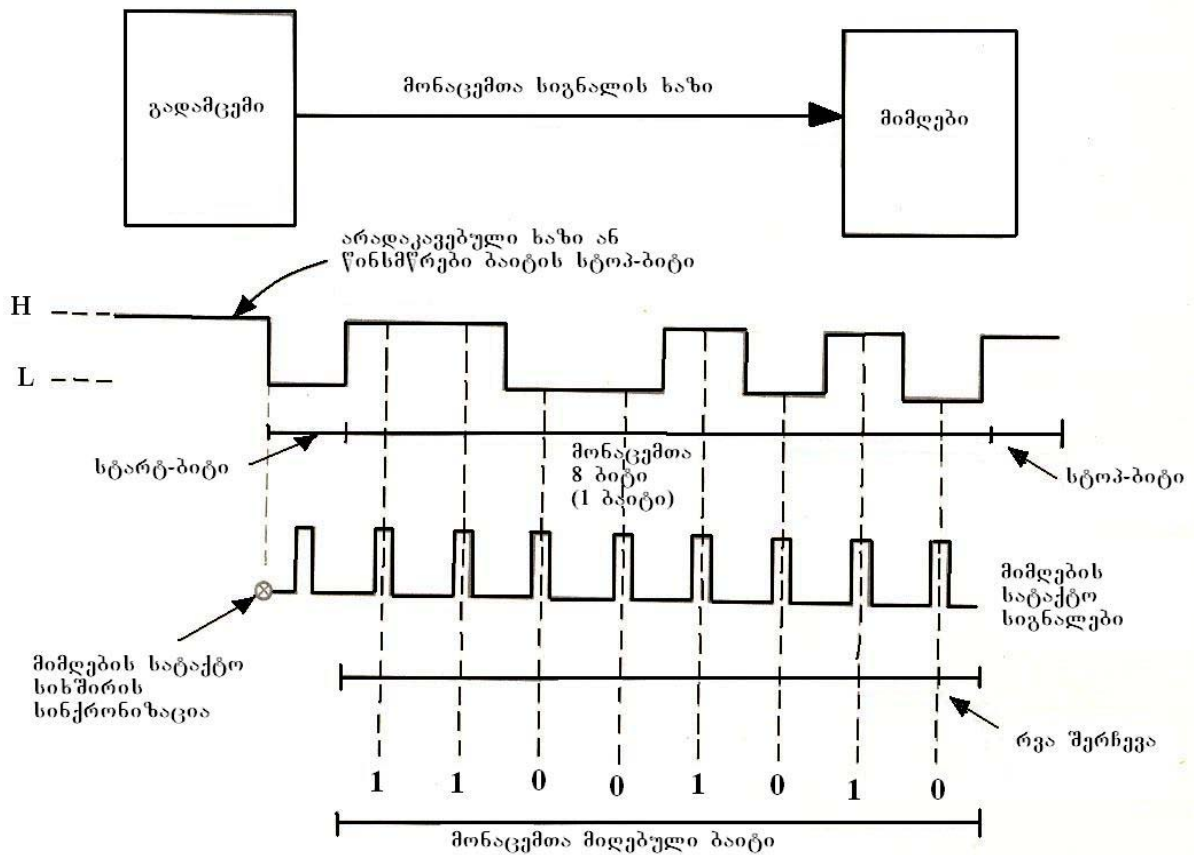 გადამცემი
მონაცემთა სიგნალის ხაზი
მიმღები
არადაკავებული ხაზი ან
წინსმწრები ბაიტის სტოპ-ბიტი
H
L
სტარტ-ბიტი
მონაცემთა
8 ბიტი
(1 ბაიტი)
სტოპ-ბიტი
მიმღების
სატაქტო
სიგნალები
მიმღების სატაქტო
სიხშირის
სინქრონიზაცია
რვა შერჩევა
1 1 0 0 1 0 1 0
მონაცემთა მიღებული ბაიტი